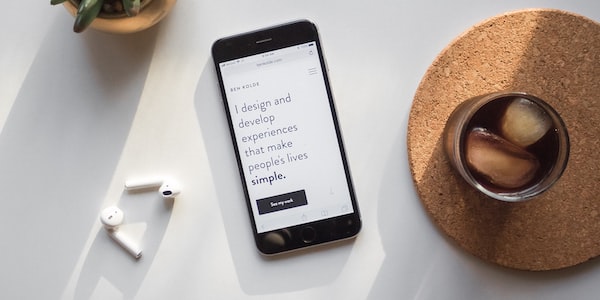 BEN KOLDE
I design and
develop
experiences
that make
people's lives
simple.
See my work